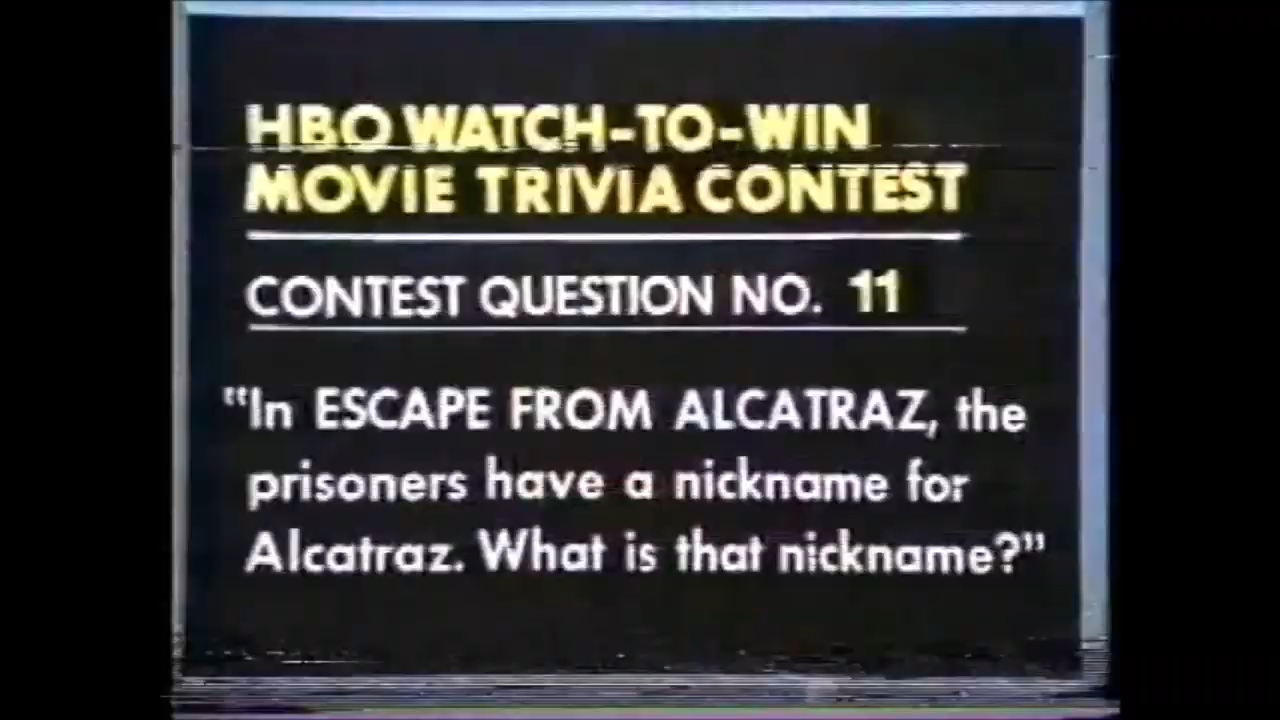 HBO WATCH-TO-WIN
MOVIE TRIVIA CONTEST
CONTEST QUESTION NO. 11
"In ESCAPE FROM ALCATRAZ, the
prisoners have a nickname for
Alcatraz. What is that nickname?"